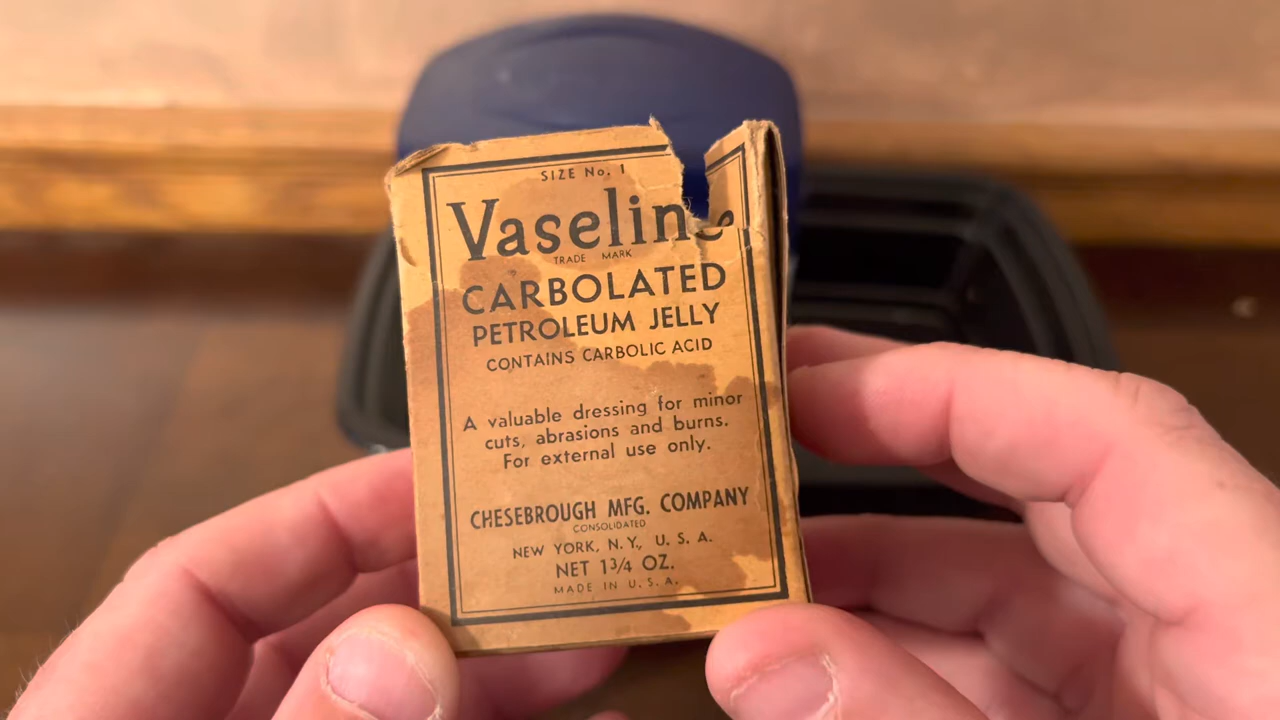 SIZE No. 1
Vaseline
TRADE MARK
CARBOLATED
PETROLEUM JELLY
CONTAINS CARBOLIC ACID
A valuable dressing for minor
cuts, abrasions and burns.
For external use only.
CHESEBROUGH MFG. COMPANY
CONSOLIDATED
NEW YORK, N.Y., U. S. A.
NET 1¾ OZ.
MADE IN U. S. A.